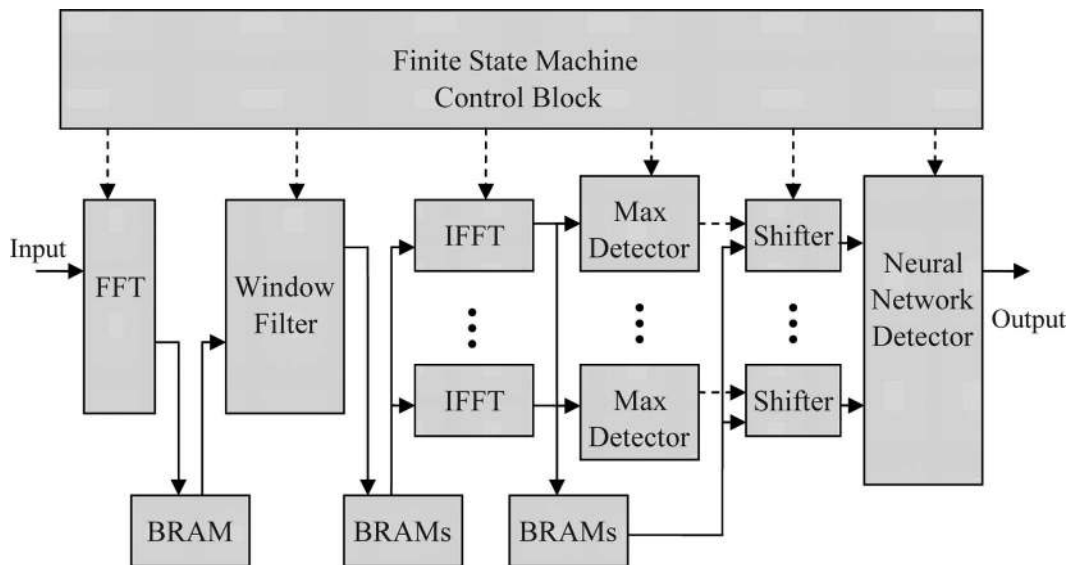 Finite State Machine
Control Block
Input
FFT
Window
Filter
IFFT
Max
Detector
Shifter
Neural
Network
Detector
Output
IFFT
Max
Detector
Shifter
BRAM
BRAMs
BRAMs